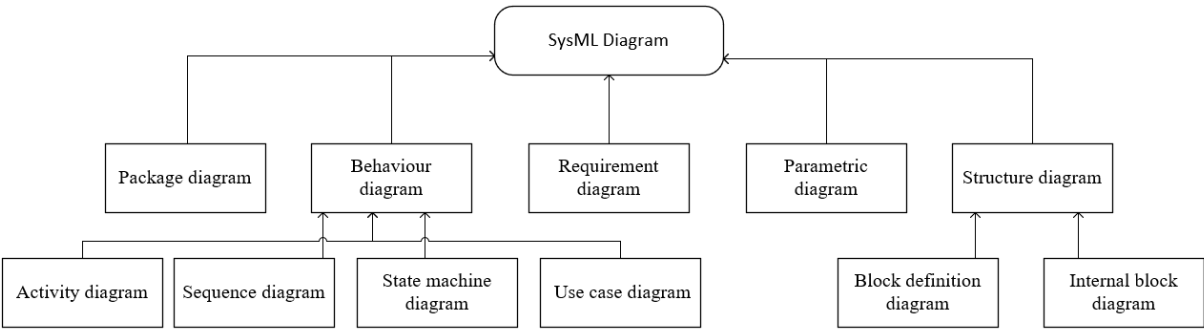 SysML Diagram
Package diagram
Behaviour
diagram
Requirement
diagram
Parametric
diagram
Structure diagram
Activity diagram
Sequence diagram
State machine
diagram
Use case diagram
Block definition
diagram
Internal block
diagram